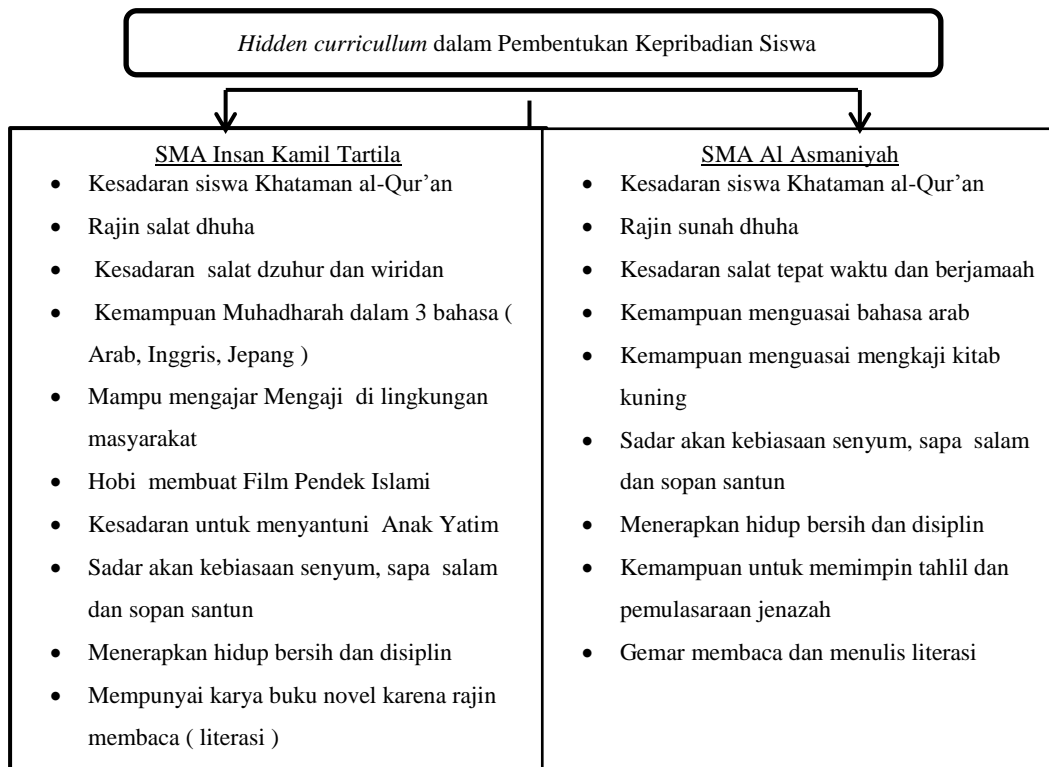 Hidden curricullum dalam Pembentukan Kepribadian Siswa
SMA Insan Kamil Tartila
• Kesadaran siswa Khataman al-Qur’an
• Rajin salat dhuha
• Kesadaran salat dzuhur dan wiridan
• Kemampuan Muhadharah dalam 3 bahasa (
Arab, Inggris, Jepang )
• Mampu mengajar Mengaji di lingkungan
masyarakat
• Hobi membuat Film Pendek Islami
• Kesadaran untuk menyantuni Anak Yatim
• Sadar akan kebiasaan senyum, sapa salam
dan sopan santun
• Menerapkan hidup bersih dan disiplin
• Mempunyai karya buku novel karena rajin
membaca ( literasi )
SMA Al Asmaniyah
• Kesadaran siswa Khataman al-Qur’an
• Rajin sunah dhuha
• Kesadaran salat tepat waktu dan berjamaah
• Kemampuan menguasai bahasa arab
• Kemampuan menguasai mengkaji kitab
kuning
• Sadar akan kebiasaan senyum, sapa salam
dan sopan santun
• Menerapkan hidup bersih dan disiplin
• Kemampuan untuk memimpin tahlil dan
pemulasaraan jenazah
• Gemar membaca dan menulis literasi